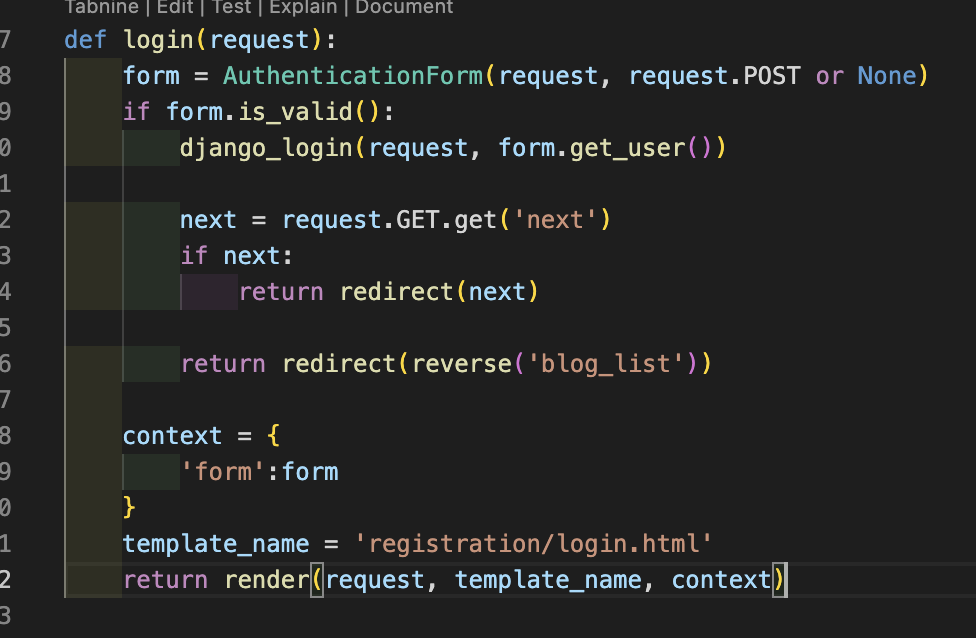 Tabnine | Edit | Test | Explain | Document
7 def login(request):
8     form = AuthenticationForm(request, request.POST or None)
9     if form.is_valid():
0         django_login(request, form.get_user())
1
2         next = request.GET.get('next')
3         if next:
4             return redirect(next)
5
6         return redirect(reverse('blog_list'))
7
8     context = {
9         'form':form
0     }
1     template_name = 'registration/login.html'
2     return render(request, template_name, context)
3